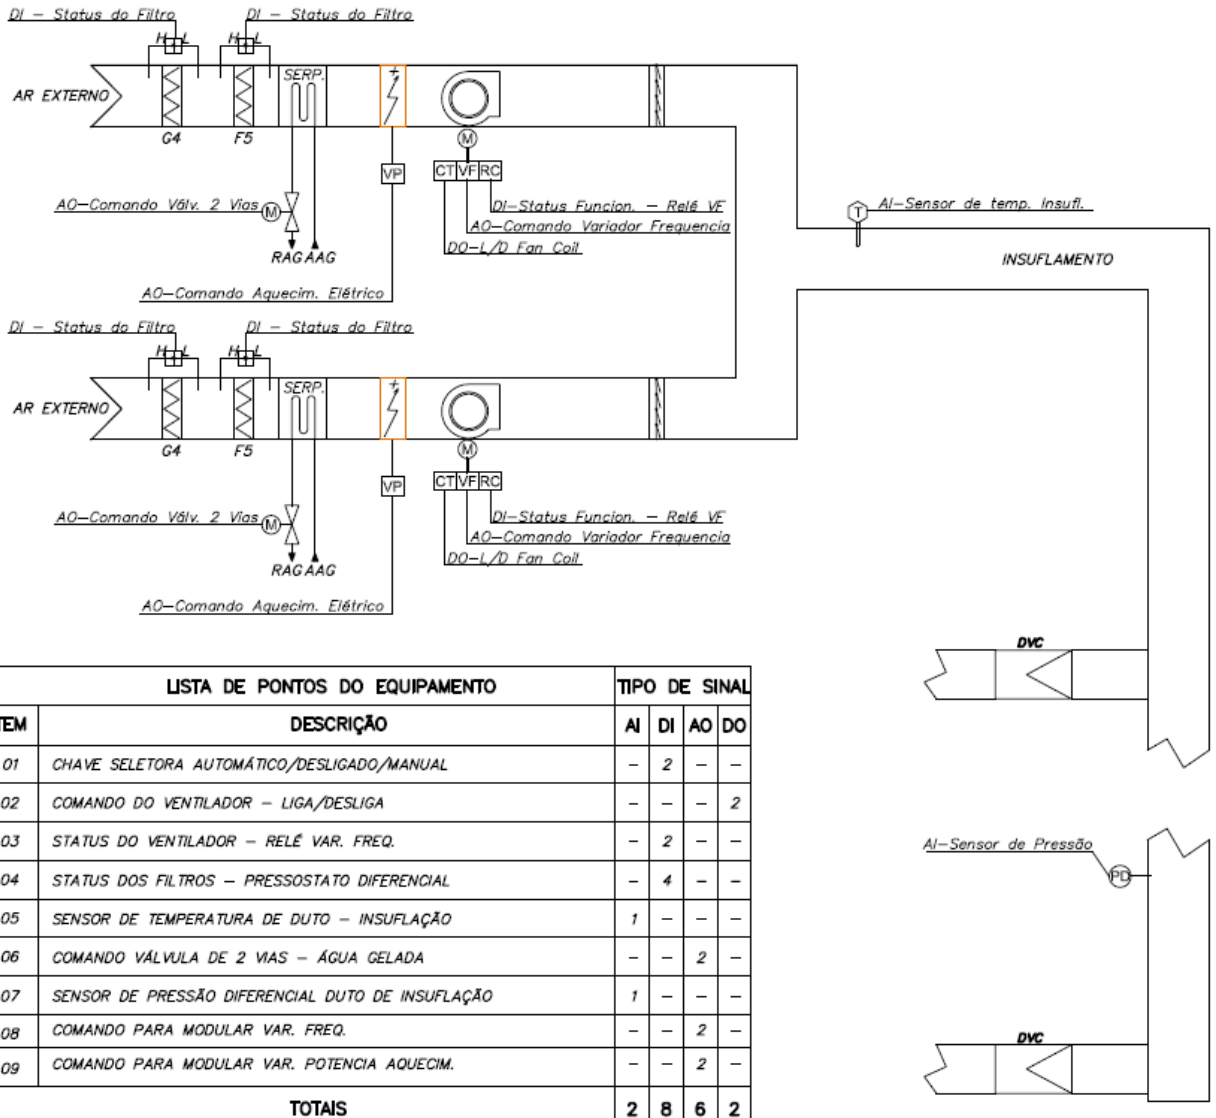 DI – Status do Filtro
DI – Status do Filtro
H L
H L
SERP.
+
AR EXTERNO
G4
F5
M
VP
CT VF RC
AO–Comando Válv. 2 Vias
M
DI–Status Funcion. – Relé VF
AO–Comando Variador Frequencia
DO–L/D Fan Coil
RAG AAG
AO–Comando Aquecim. Elétrico
T
AI–Sensor de temp. Insufl.
INSUFLAMENTO
DI – Status do Filtro
DI – Status do Filtro
H L
H L
SERP.
+
AR EXTERNO
G4
F5
M
VP
CT VF RC
AO–Comando Válv. 2 Vias
M
DI–Status Funcion. – Relé VF
AO–Comando Variador Frequencia
DO–L/D Fan Coil
RAG AAG
AO–Comando Aquecim. Elétrico
DVC
AI–Sensor de Pressão
PD
DVC
LISTA DE PONTOS DO EQUIPAMENTO TIPO DE SINAL
TEM DESCRIÇÃO AI DI AO DO
01 CHAVE SELETORA AUTOMÁTICO/DESLIGADO/MANUAL – 2 – –
02 COMANDO DO VENTILADOR – LIGA/DESLIGA – – – 2
03 STATUS DO VENTILADOR – RELÉ VAR. FREQ. – 2 – –
04 STATUS DOS FILTROS – PRESSOSTATO DIFERENCIAL – 4 – –
05 SENSOR DE TEMPERATURA DE DUTO – INSUFLAÇÃO 1 – – –
06 COMANDO VÁLVULA DE 2 VIAS – ÁGUA GELADA – – 2 –
07 SENSOR DE PRESSÃO DIFERENCIAL DUTO DE INSUFLAÇÃO 1 – – –
08 COMANDO PARA MODULAR VAR. FREQ. – – 2 –
09 COMANDO PARA MODULAR VAR. POTENCIA AQUECIM. – – 2 –
TOTAIS 2 8 6 2